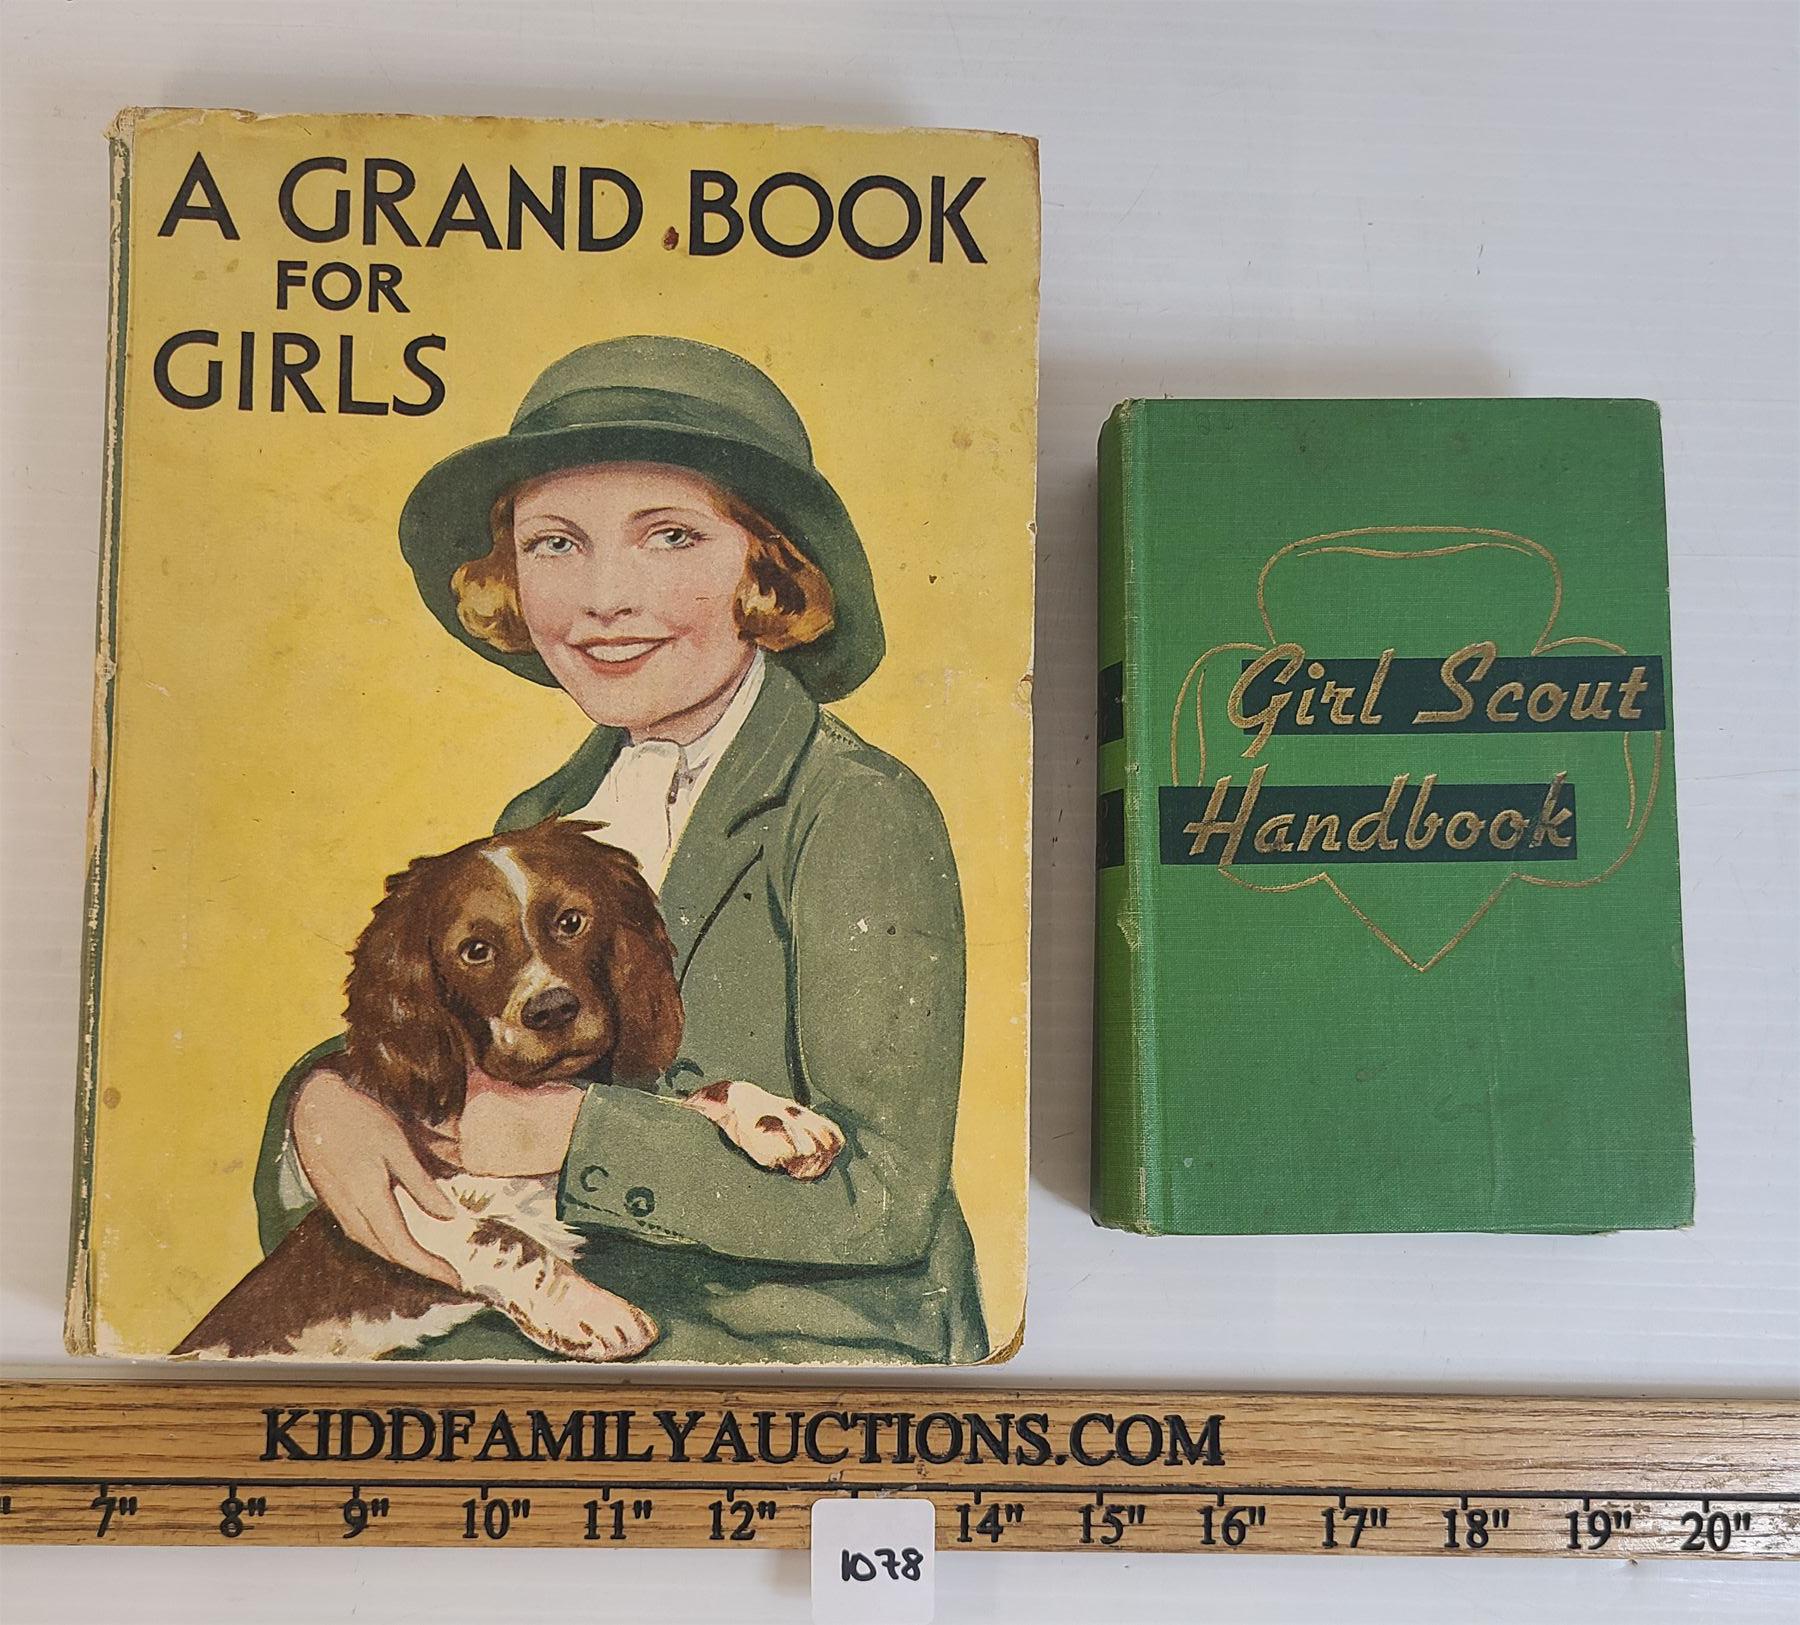 A GRAND BOOK
FOR
GIRLS
Girl Scout
Handbook
KIDDFAMILYAUCTIONS.COM
7" 8" 9" 10" 11" 12" 14" 15" 16" 17" 18" 19" 20"
1078